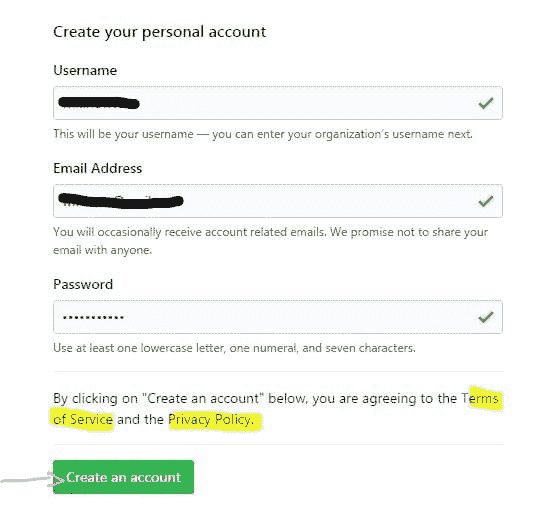 Create your personal account
Username
This will be your username — you can enter your organization's username next.
Email Address
You will occasionally receive account related emails. We promise not to share your
email with anyone.
Password
•••••••••••
Use at least one lowercase letter, one numeral, and seven characters.
By clicking on "Create an account" below, you are agreeing to the Terms
of Service and the Privacy Policy.
Create an account